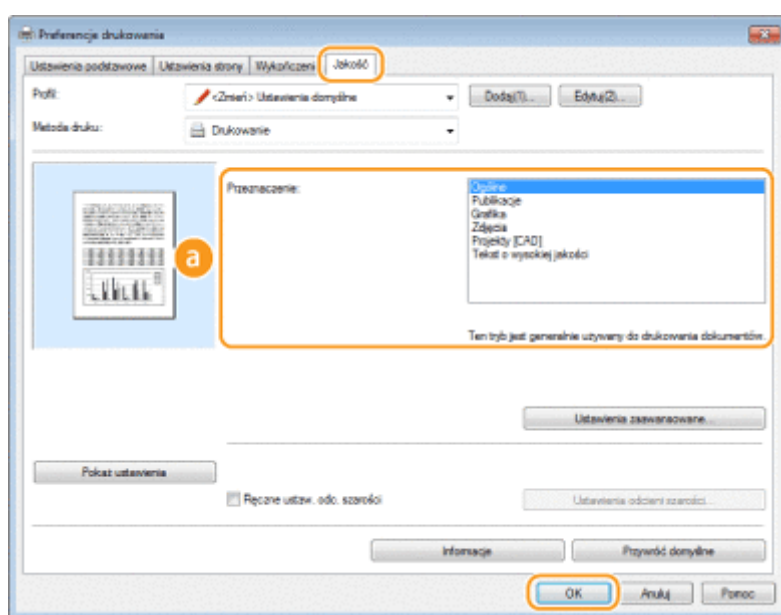 Preferencje drukowania
Ustawienia podstawowe Ustawienia strony Wykończeni Jakość
Profil: <Zmień> Ustawienia domyślne Dodaj(1)... Edytuj(2)...
Metoda druku: Drukowanie
a
Przeznaczenie: Ogólne
Publikacje
Grafika
Zdjęcia
Projekty [CAD]
Tekst o wysokiej jakości
Ten tryb jest generalnie używany do drukowania dokumentów.
Ustawienia zaawansowane...
Pokaż ustawienia
Ręczne ustaw. odc. szarości Ustawienia odcieni szarości...
Informacje Przywróć domyślne
OK Anuluj Pomoc